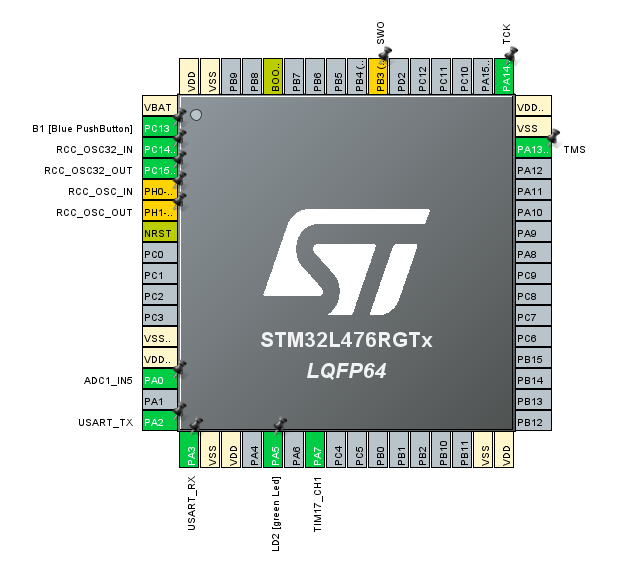 SWO
TCK
VDD
VSS
PB9
PB8
BOO..
PB7
PB6
PB5
PB4 (..
PB3 (s..
PD2
PC12
PC11
PC10
PA15..
PA14..
VBAT
B1 [Blue PushButton] PC13
RCC_OSC32_IN PC14..
RCC_OSC32_OUT PC15..
RCC_OSC_IN PH0-..
RCC_OSC_OUT PH1-..
NRST
PC0
PC1
PC2
PC3
VSS..
VDD..
ADC1_IN5 PA0
PA1
USART_TX PA2
ST
STM32L476RGTx
LQFP64
VDD..
VSS
PA13.. TMS
PA12
PA11
PA10
PA9
PA8
PC9
PC8
PC7
PC6
PB15
PB14
PB13
PB12
PA3
VSS
VDD
PA4
PA5
PA6
PA7
PC4
PC5
PB0
PB1
PB2
PB10
PB11
VSS
VDD
USART_RX
LD2 [green Led]
TIM17_CH1